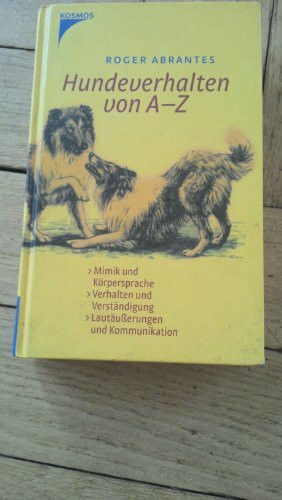 KOSMOS
ROGER ABRANTES
Hundeverhalten
von A–Z
> Mimik und
Körpersprache
> Verhalten und
Verständigung
> Lautäußerungen
und Kommunikation